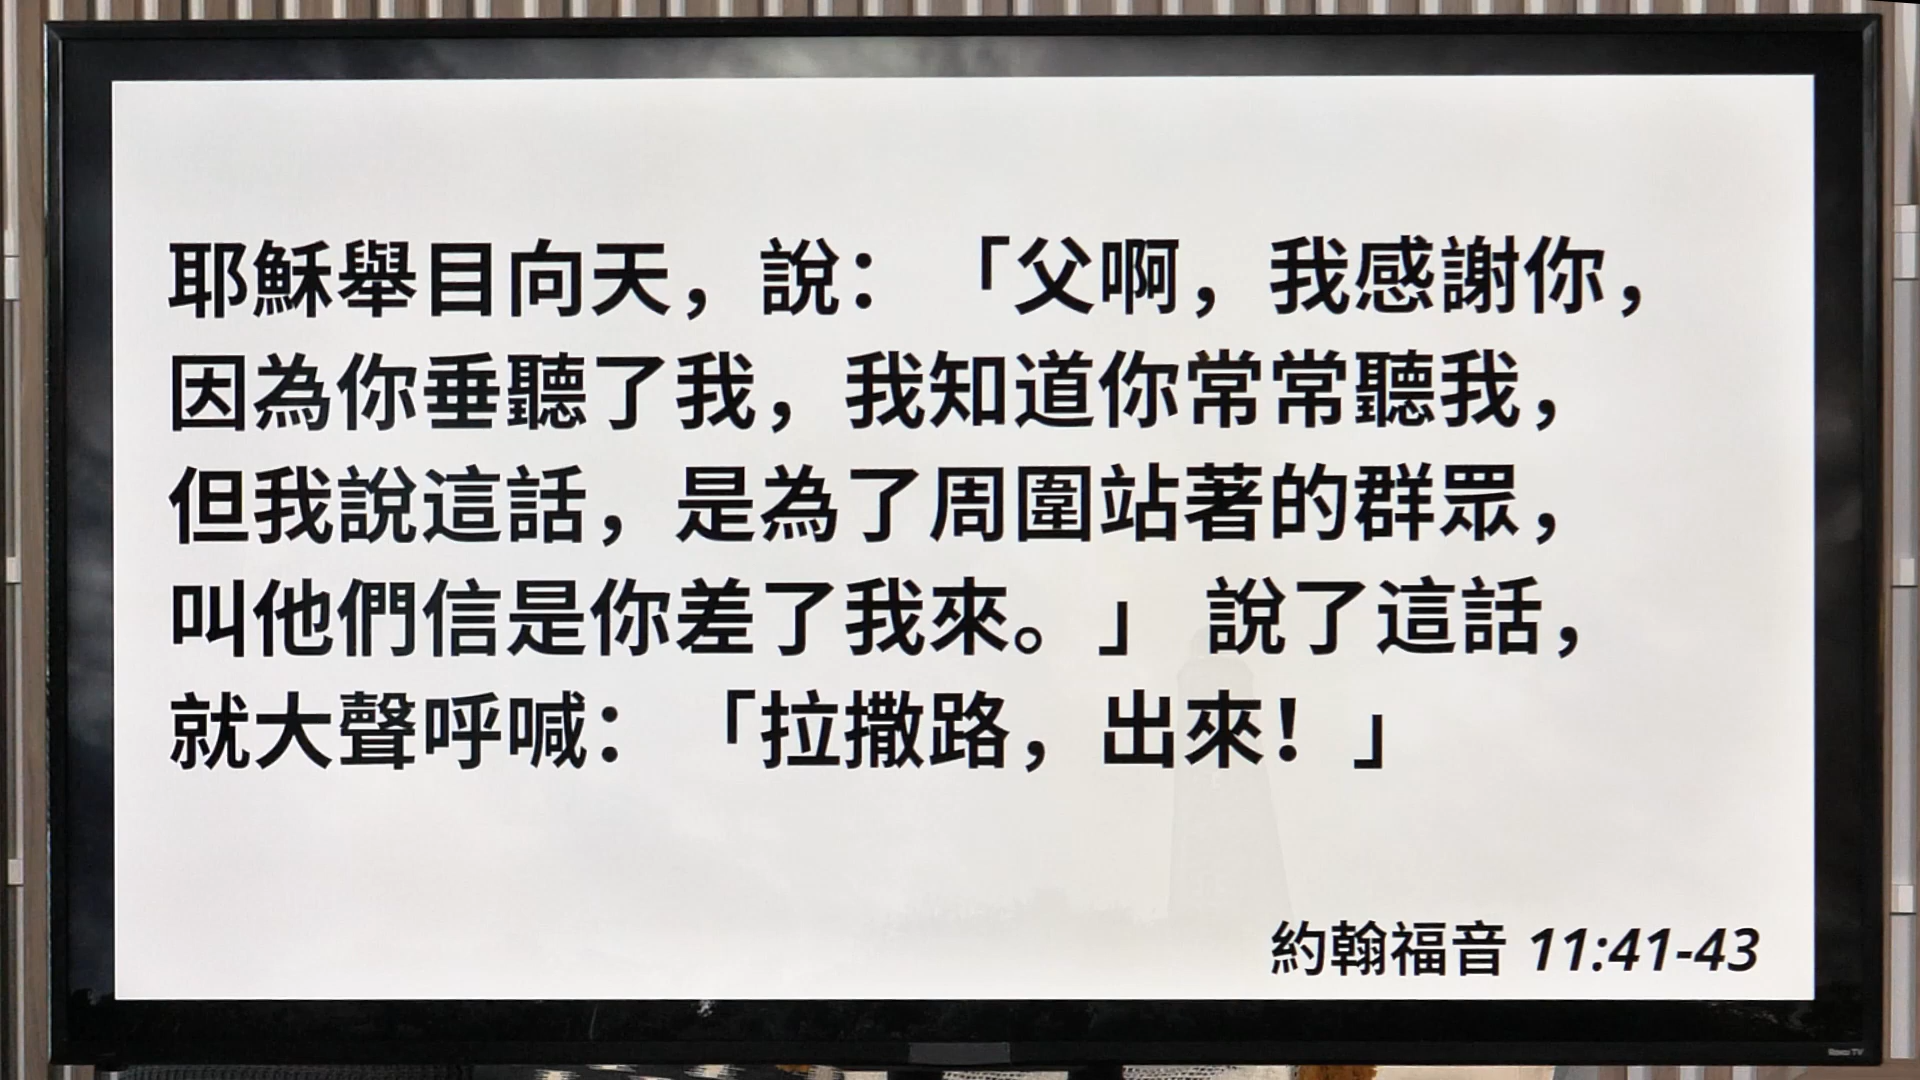 耶穌舉目向天，說：「父啊，我感謝你，
因為你垂聽了我，我知道你常常聽我，
但我說這話，是為了周圍站著的群眾，
叫他們信是你差了我來。」 說了這話，
就大聲呼喊：「拉撒路，出來！」
約翰福音 11:41-43
Roku TV